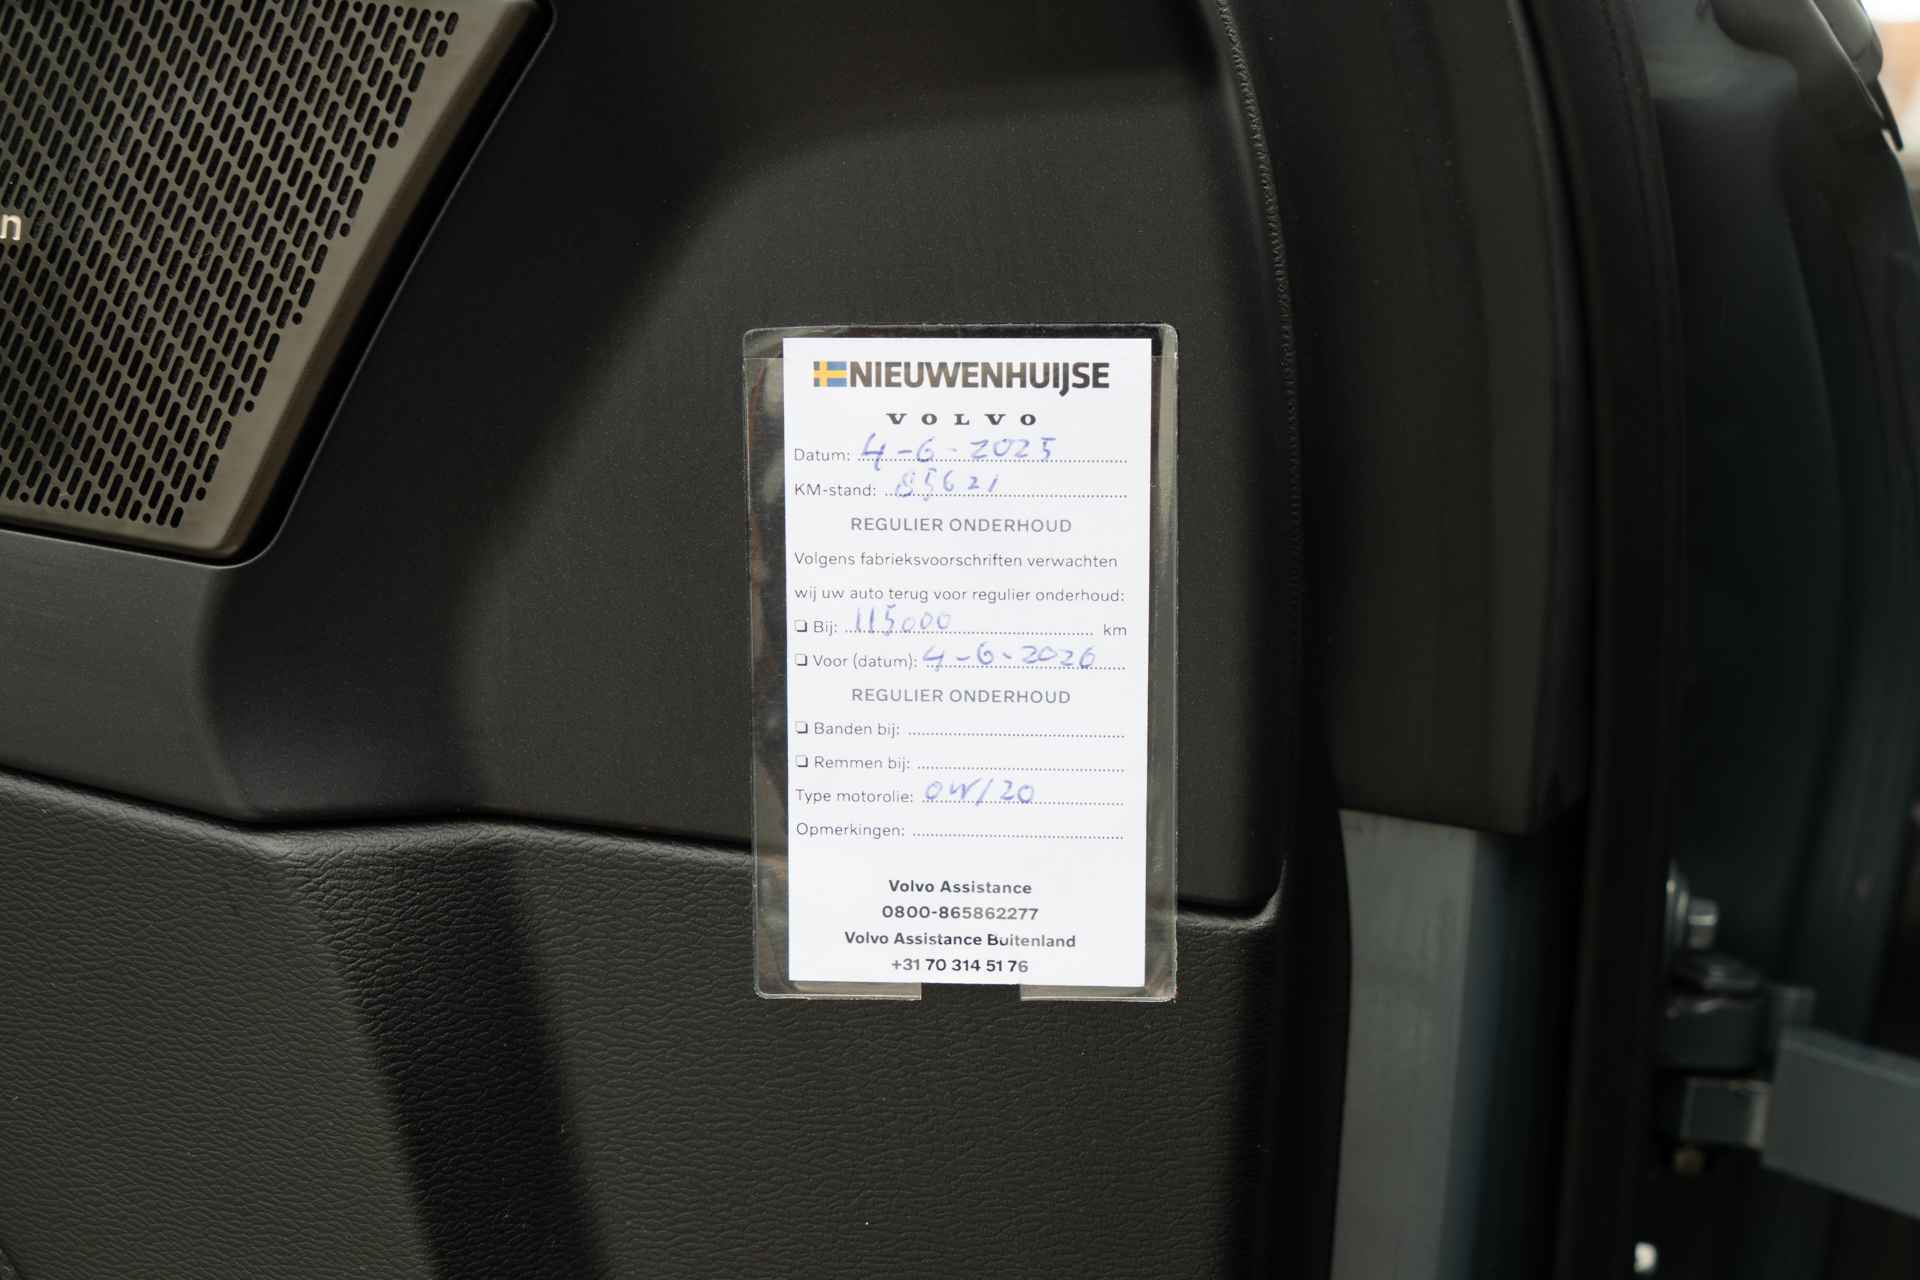 n
NIEUWENHUIJSE
VOLVO
Datum: 4-6-2025
KM-stand: 85621
REGULIER ONDERHOUD
Volgens fabrieksvoorschriften verwachten
wij uw auto terug voor regulier onderhoud:
Bij: 115000 km
Voor (datum): 4-6-2026
REGULIER ONDERHOUD
Banden bij:
Remmen bij:
Type motorolie: 0W/20
Opmerkingen:
Volvo Assistance
0800-865862277
Volvo Assistance Buitenland
+31 70 314 51 76